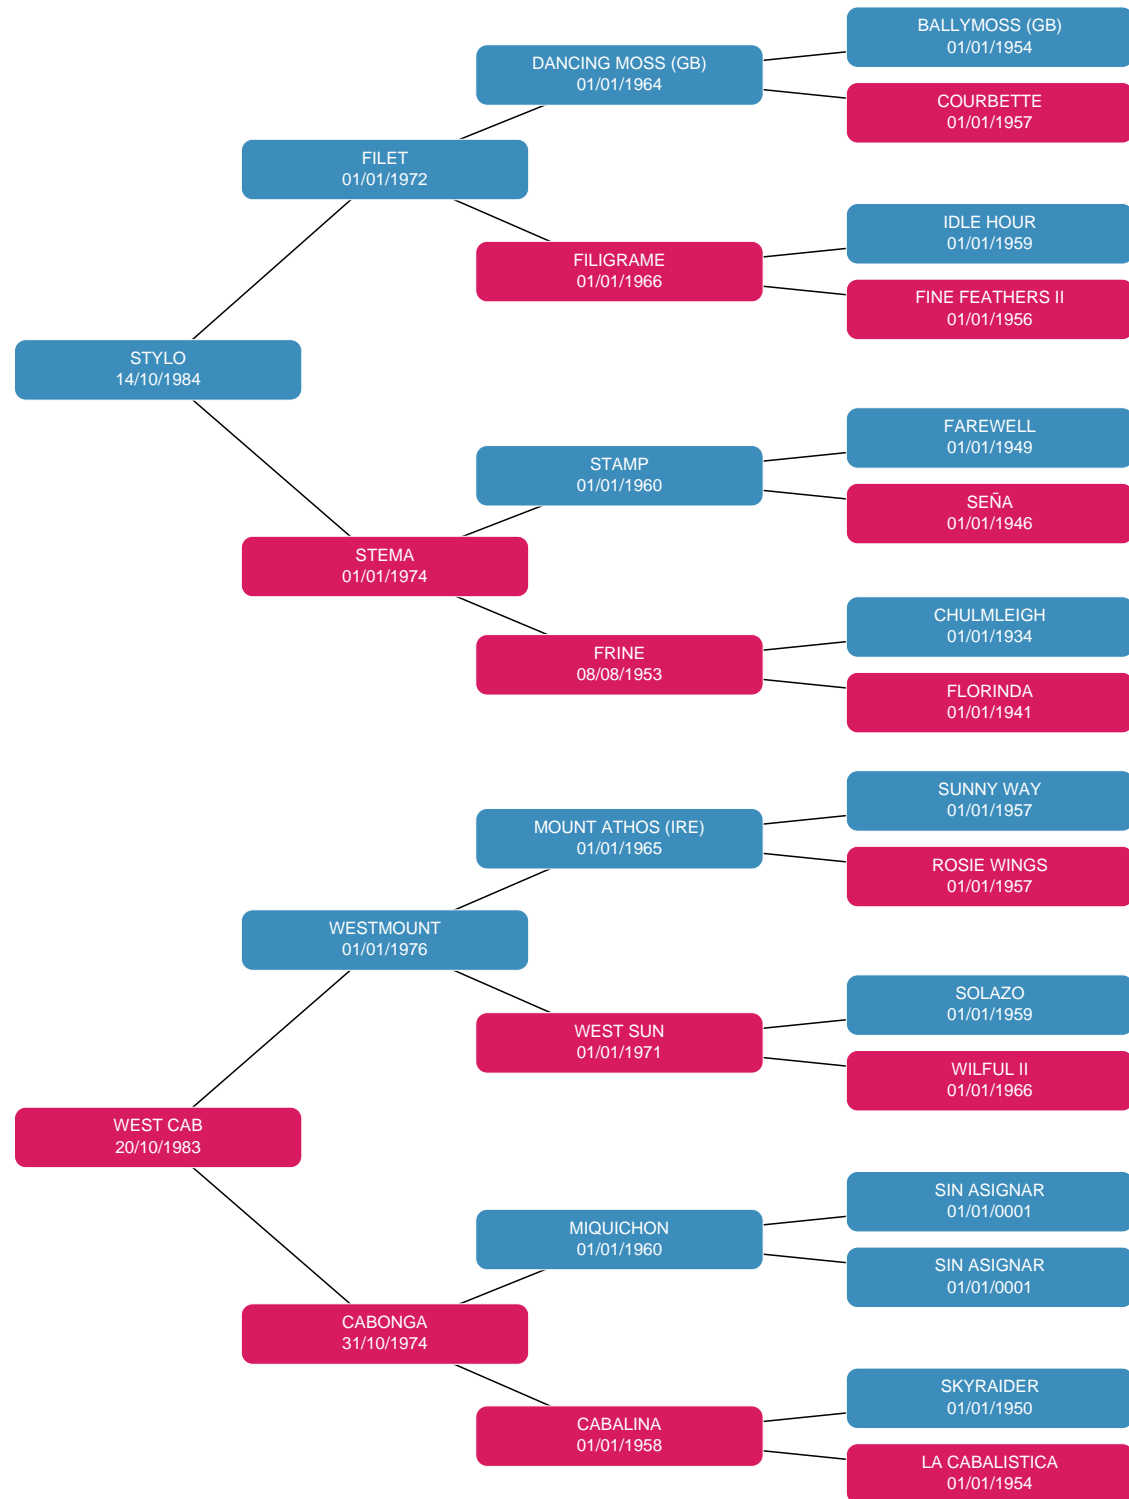 BALLYMOSS (GB)
01/01/1954
DANCING MOSS (GB)
01/01/1964
COURBETTE
01/01/1957
FILET
01/01/1972
IDLE HOUR
01/01/1959
FILIGRAME
01/01/1966
FINE FEATHERS II
01/01/1956
STYLO
14/10/1984
FAREWELL
01/01/1949
STAMP
01/01/1960
SEÑA
01/01/1946
STEMA
01/01/1974
CHULMLEIGH
01/01/1934
FRINE
08/08/1953
FLORINDA
01/01/1941
SUNNY WAY
01/01/1957
MOUNT ATHOS (IRE)
01/01/1965
ROSIE WINGS
01/01/1957
WESTMOUNT
01/01/1976
SOLAZO
01/01/1959
WEST SUN
01/01/1971
WILFUL II
01/01/1966
WEST CAB
20/10/1983
SIN ASIGNAR
01/01/0001
MIQUICHON
01/01/1960
SIN ASIGNAR
01/01/0001
CABONGA
31/10/1974
SKYRAIDER
01/01/1950
CABALINA
01/01/1958
LA CABALISTICA
01/01/1954